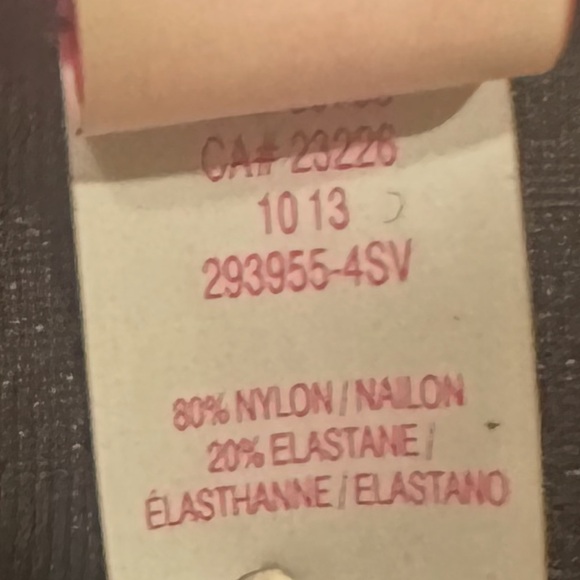 CA# 23226
10 13
293955-4SV
80% NYLON / NAILON
20% ELASTANE /
ÉLASTHANNE / ELASTANO